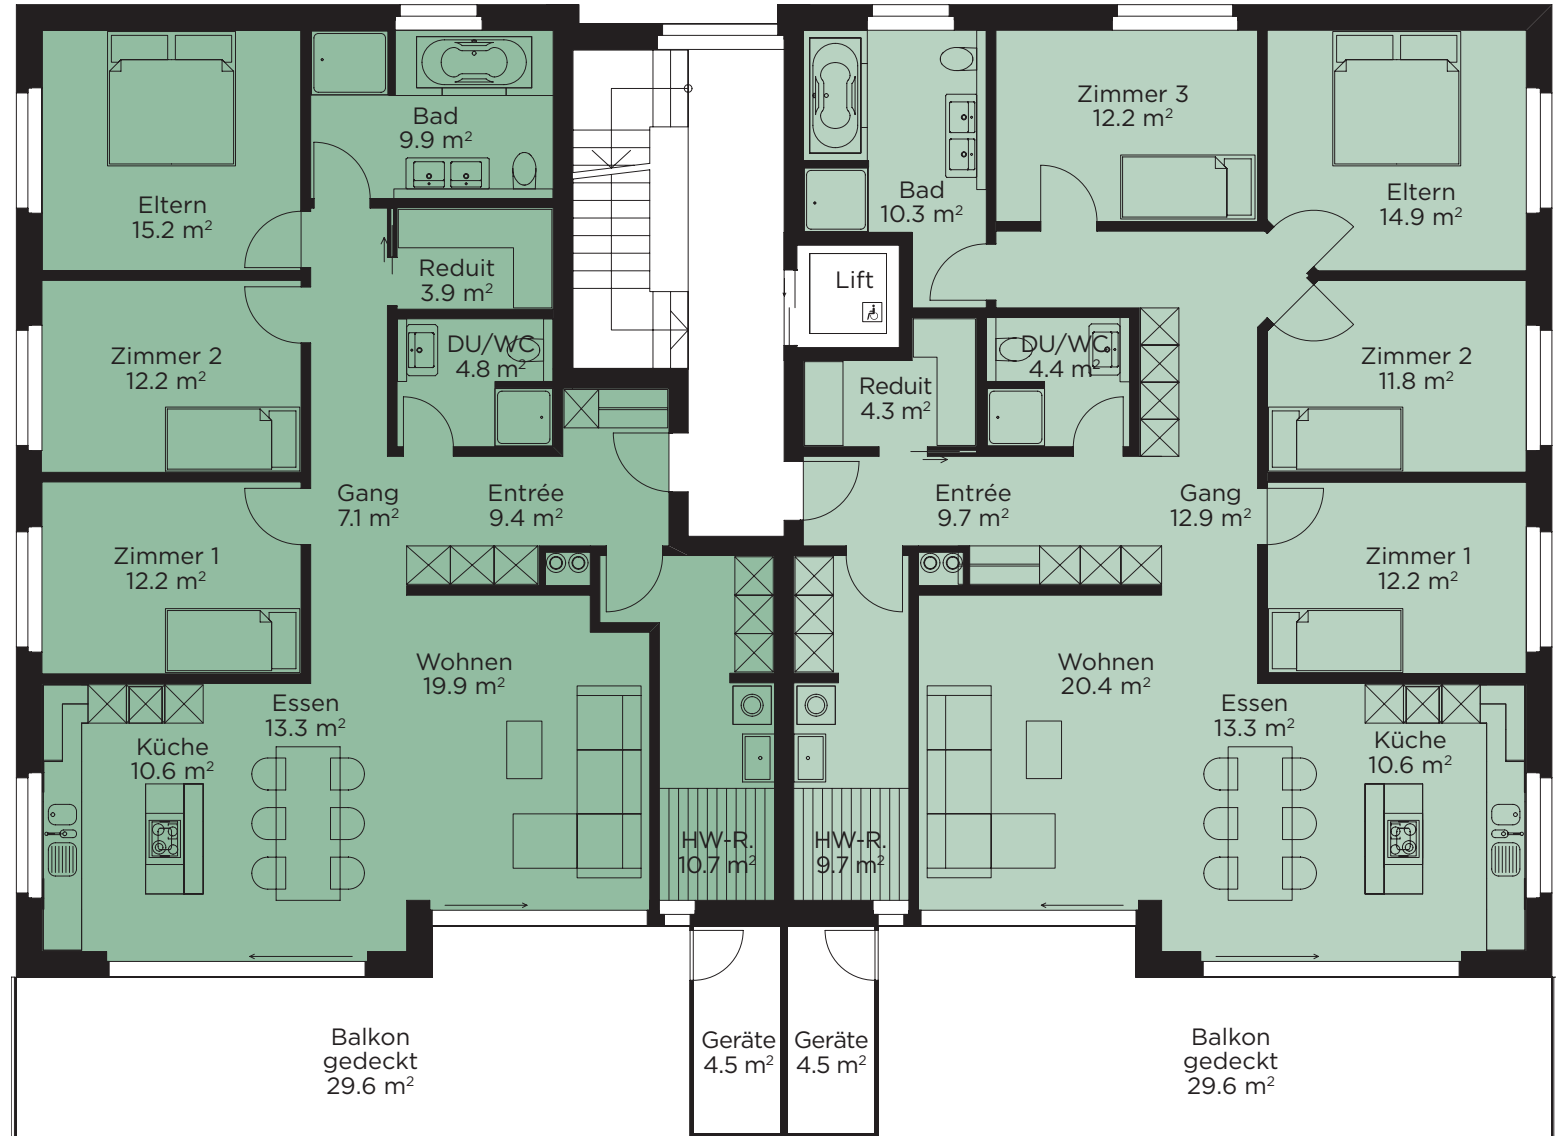 Bad
9.9 m²
Eltern
15.2 m²
Reduit
3.9 m²
Zimmer 2
12.2 m²
DU/WC
4.8 m²
Gang
7.1 m²
Entrée
9.4 m²
Zimmer 1
12.2 m²
Wohnen
19.9 m²
Essen
13.3 m²
Küche
10.6 m²
HW-R.
10.7 m²
Balkon
gedeckt
29.6 m²
Geräte
4.5 m²
Zimmer 3
12.2 m²
Bad
10.3 m²
Eltern
14.9 m²
Lift
DU/WC
4.4 m²
Zimmer 2
11.8 m²
Reduit
4.3 m²
Entrée
9.7 m²
Gang
12.9 m²
Zimmer 1
12.2 m²
Wohnen
20.4 m²
Essen
13.3 m²
Küche
10.6 m²
HW-R.
9.7 m²
Geräte
4.5 m²
Balkon
gedeckt
29.6 m²